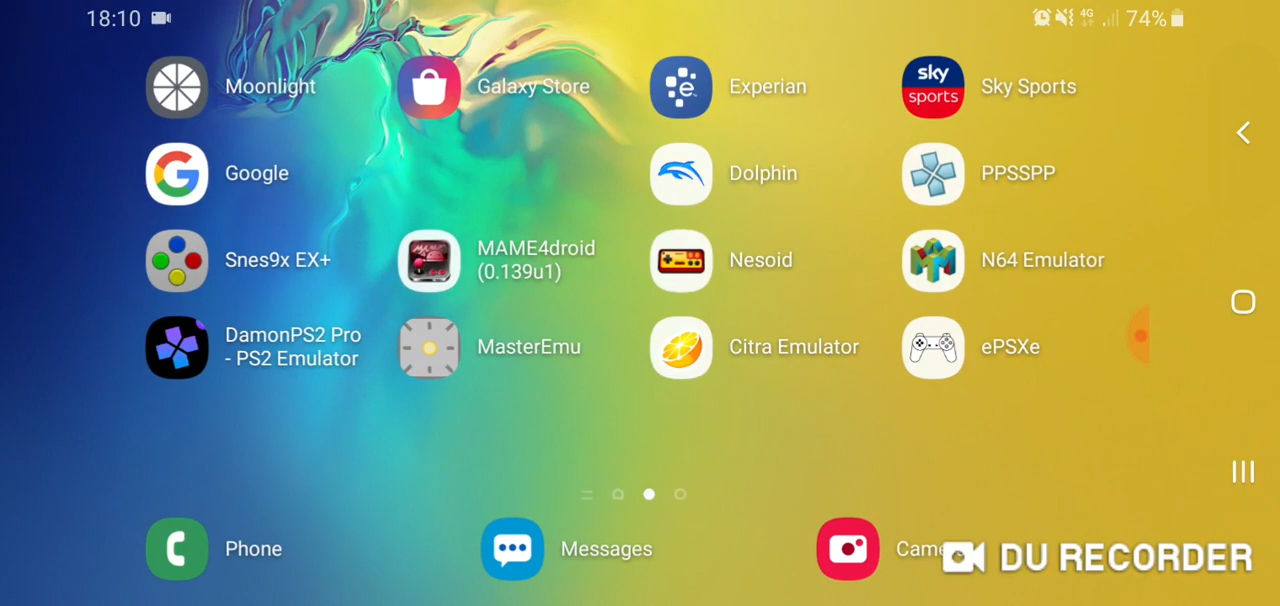 18:10
4G
74%
Moonlight
Galaxy Store
Experian
sky
sports
Sky Sports
Google
Dolphin
PPSSPP
Snes9x EX+
MAME4droid
(0.139u1)
Nesoid
N64 Emulator
DamonPS2 Pro
- PS2 Emulator
MasterEmu
Citra Emulator
ePSXe
Phone
Messages
DU RECORDER